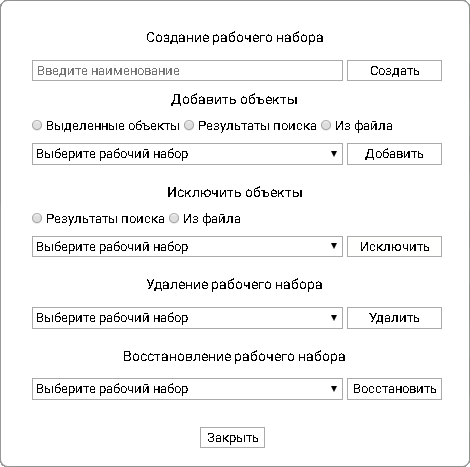 Создание рабочего набора
Введите наименование Создать
Добавить объекты
Выделенные объекты Результаты поиска Из файла
Выберите рабочий набор Добавить
Исключить объекты
Результаты поиска Из файла
Выберите рабочий набор Исключить
Удаление рабочего набора
Выберите рабочий набор Удалить
Восстановление рабочего набора
Выберите рабочий набор Восстановить
Закрыть